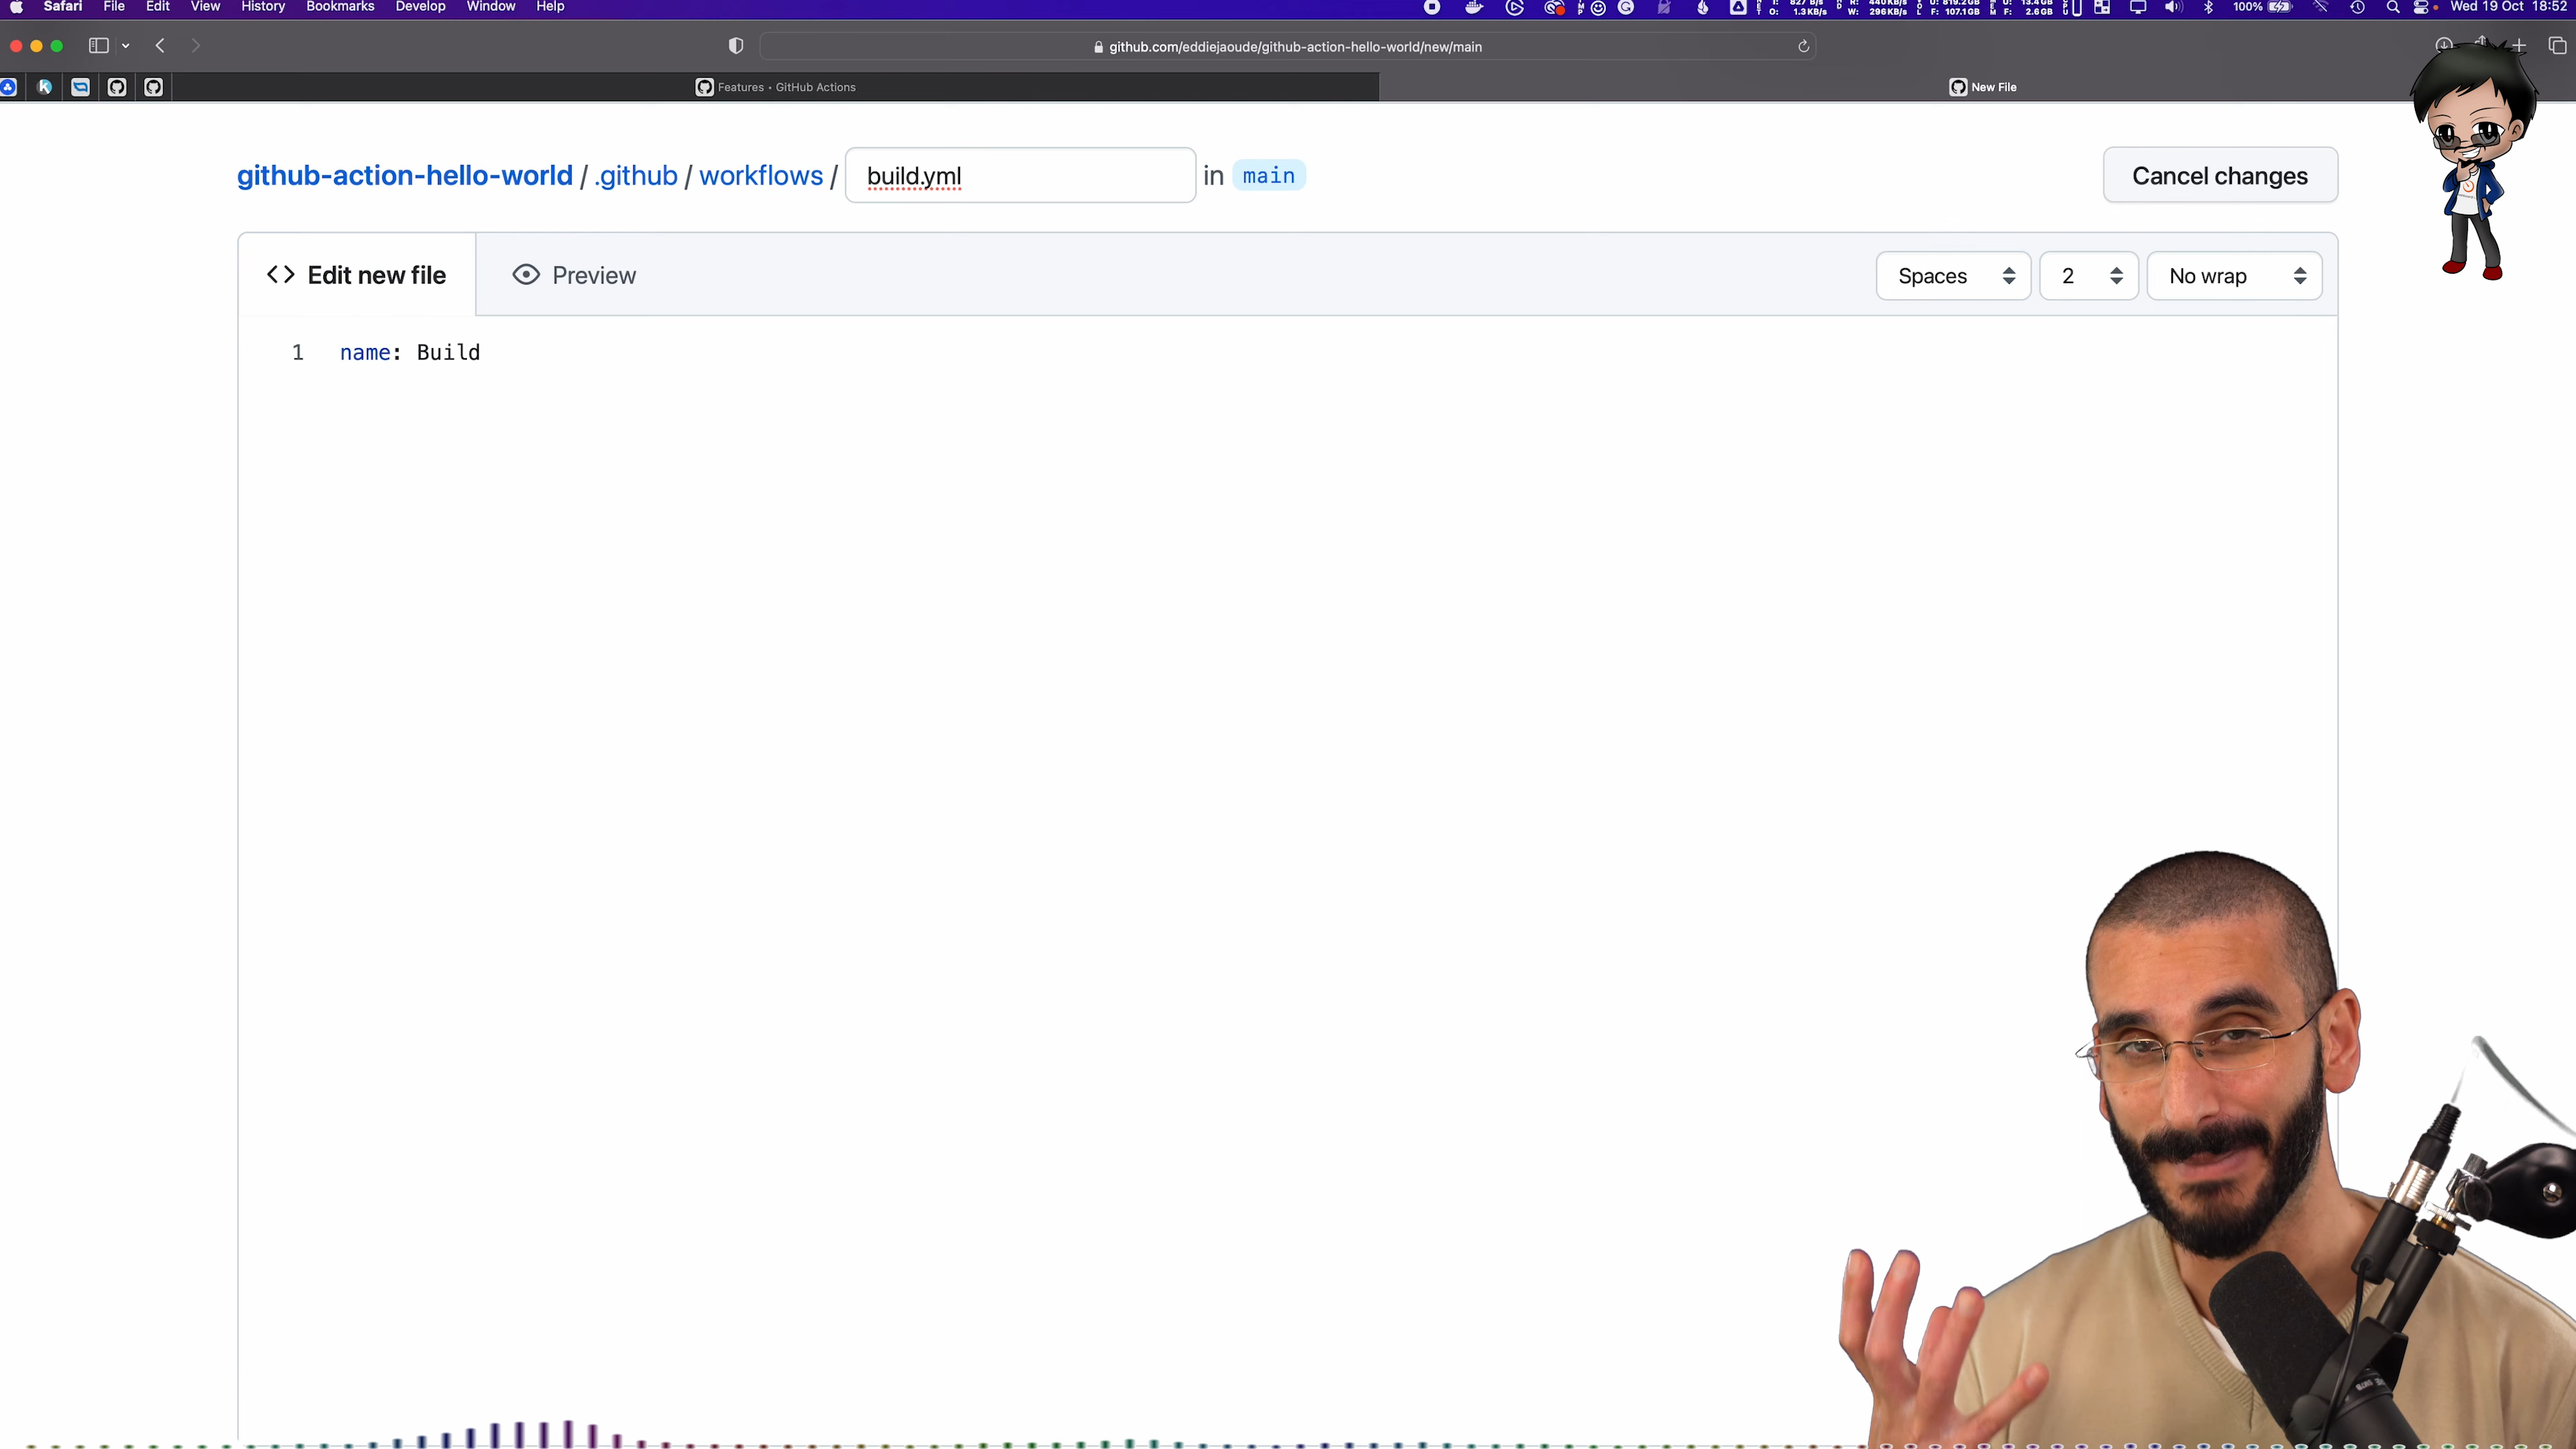 Safari File Edit View History Bookmarks Develop Window Help 100% Wed 19 Oct 18:52
github.com/eddiejaoude/github-action-hello-world/new/main
Features • GitHub Actions New File
github-action-hello-world / .github / workflows / build.yml in main Cancel changes
<> Edit new file Preview Spaces 2 No wrap
1 name: Build